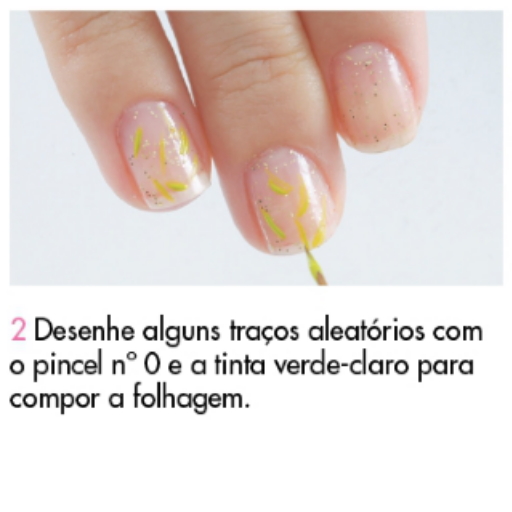 2 Desenhe alguns traços aleatórios com
o pincel nº 0 e a tinta verde-claro para
compor a folhagem.